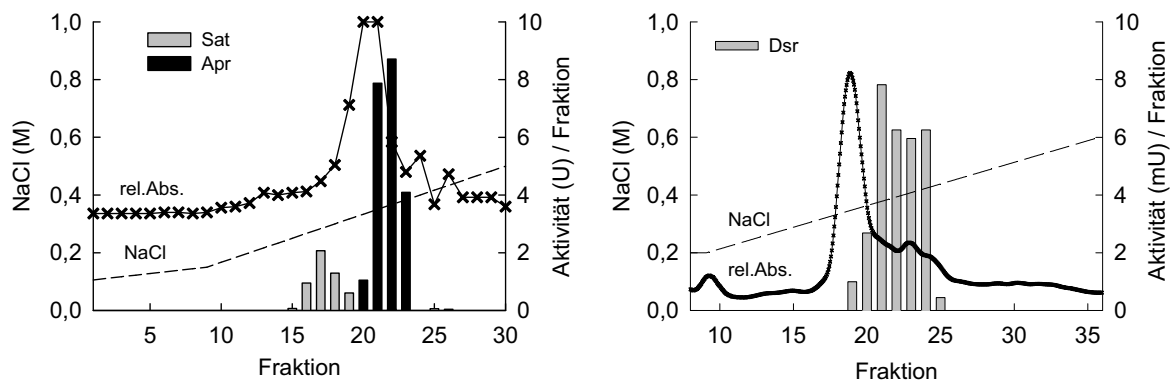 NaCl (M)
1,0
0,8
0,6
0,4
0,2
0,0
Sat
Apr
rel.Abs.
NaCl
10
8
6
4
2
0
Aktivität (U) / Fraktion
5 10 15 20 25 30
Fraktion
NaCl (M)
1,0
0,8
0,6
0,4
0,2
0,0
Dsr
NaCl
rel.Abs.
10
8
6
4
2
0
Aktivität (mU) / Fraktion
10 15 20 25 30 35
Fraktion